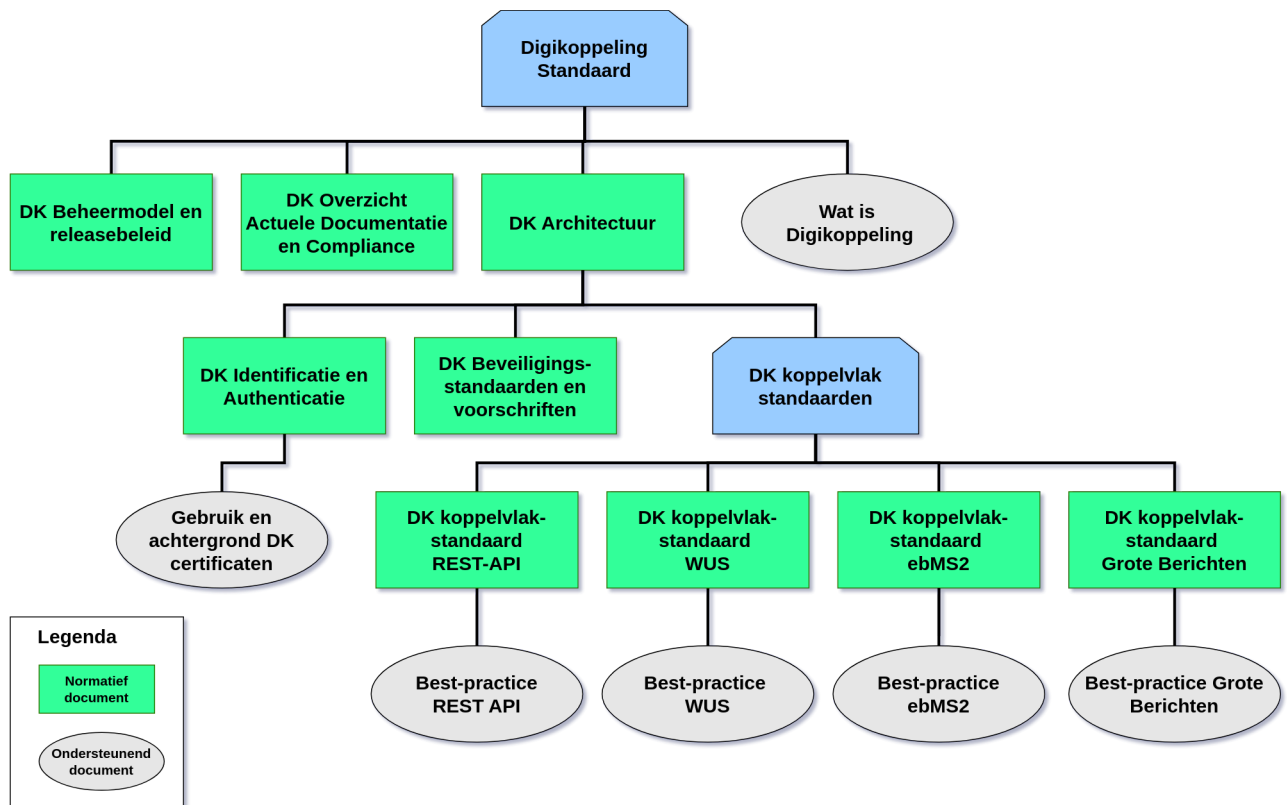 Digikoppeling
Standaard
DK Beheermodel en
releasebeleid
DK Overzicht
Actuele Documentatie
en Compliance
DK Architectuur
Wat is
Digikoppeling
DK Identificatie en
Authenticatie
DK Beveiligings-
standaarden en
voorschriften
DK koppelvlak
standaarden
Gebruik en
achtergrond DK
certificaten
DK koppelvlak-
standaard
REST-API
DK koppelvlak-
standaard
WUS
DK koppelvlak-
standaard
ebMS2
DK koppelvlak-
standaard
Grote Berichten
Best-practice
REST API
Best-practice
WUS
Best-practice
ebMS2
Best-practice Grote
Berichten
Legenda
Normatief
document
Ondersteunend
document